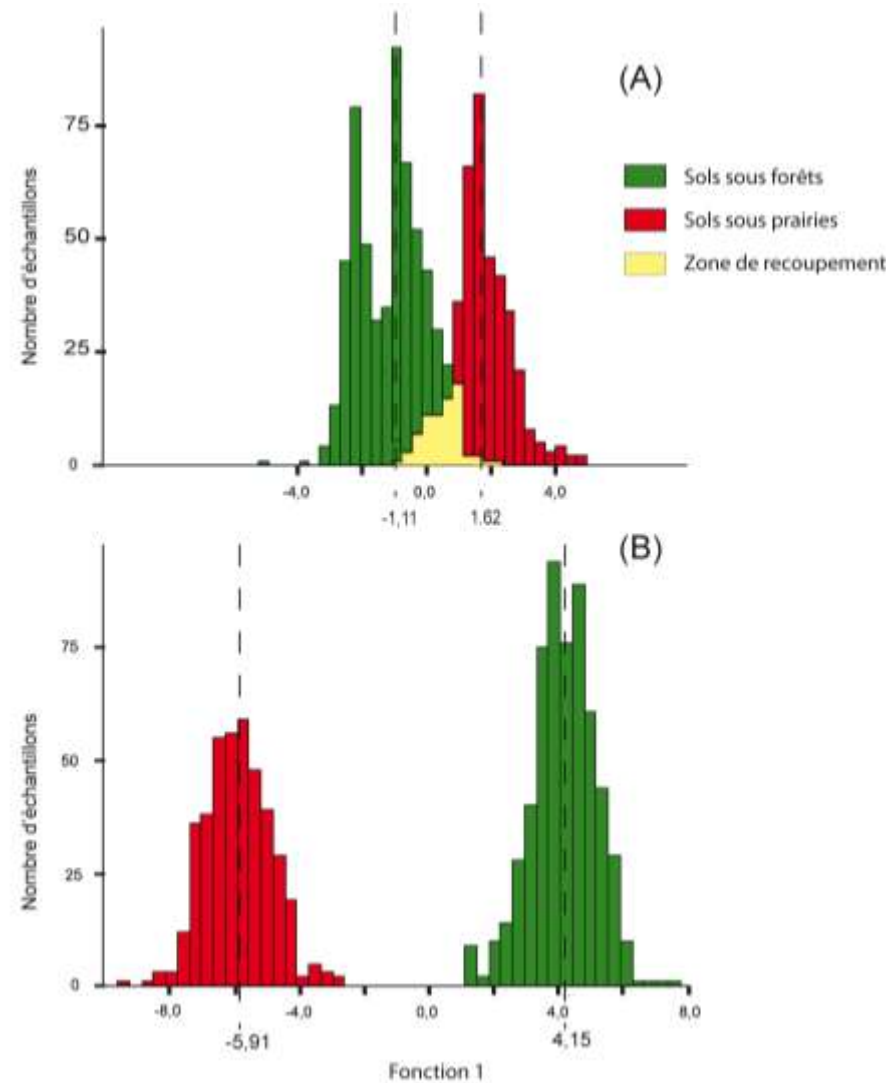 (A)
75
50
25
0
Nombre d'échantillons
Sols sous forêts
Sols sous prairies
Zone de recoupement
-4,0
0,0
4,0
-1,11
1.62
(B)
75
50
25
0
Nombre d'échantillons
-8,0
-4,0
0,0
4,0
8,0
-5,91
4,15
Fonction 1